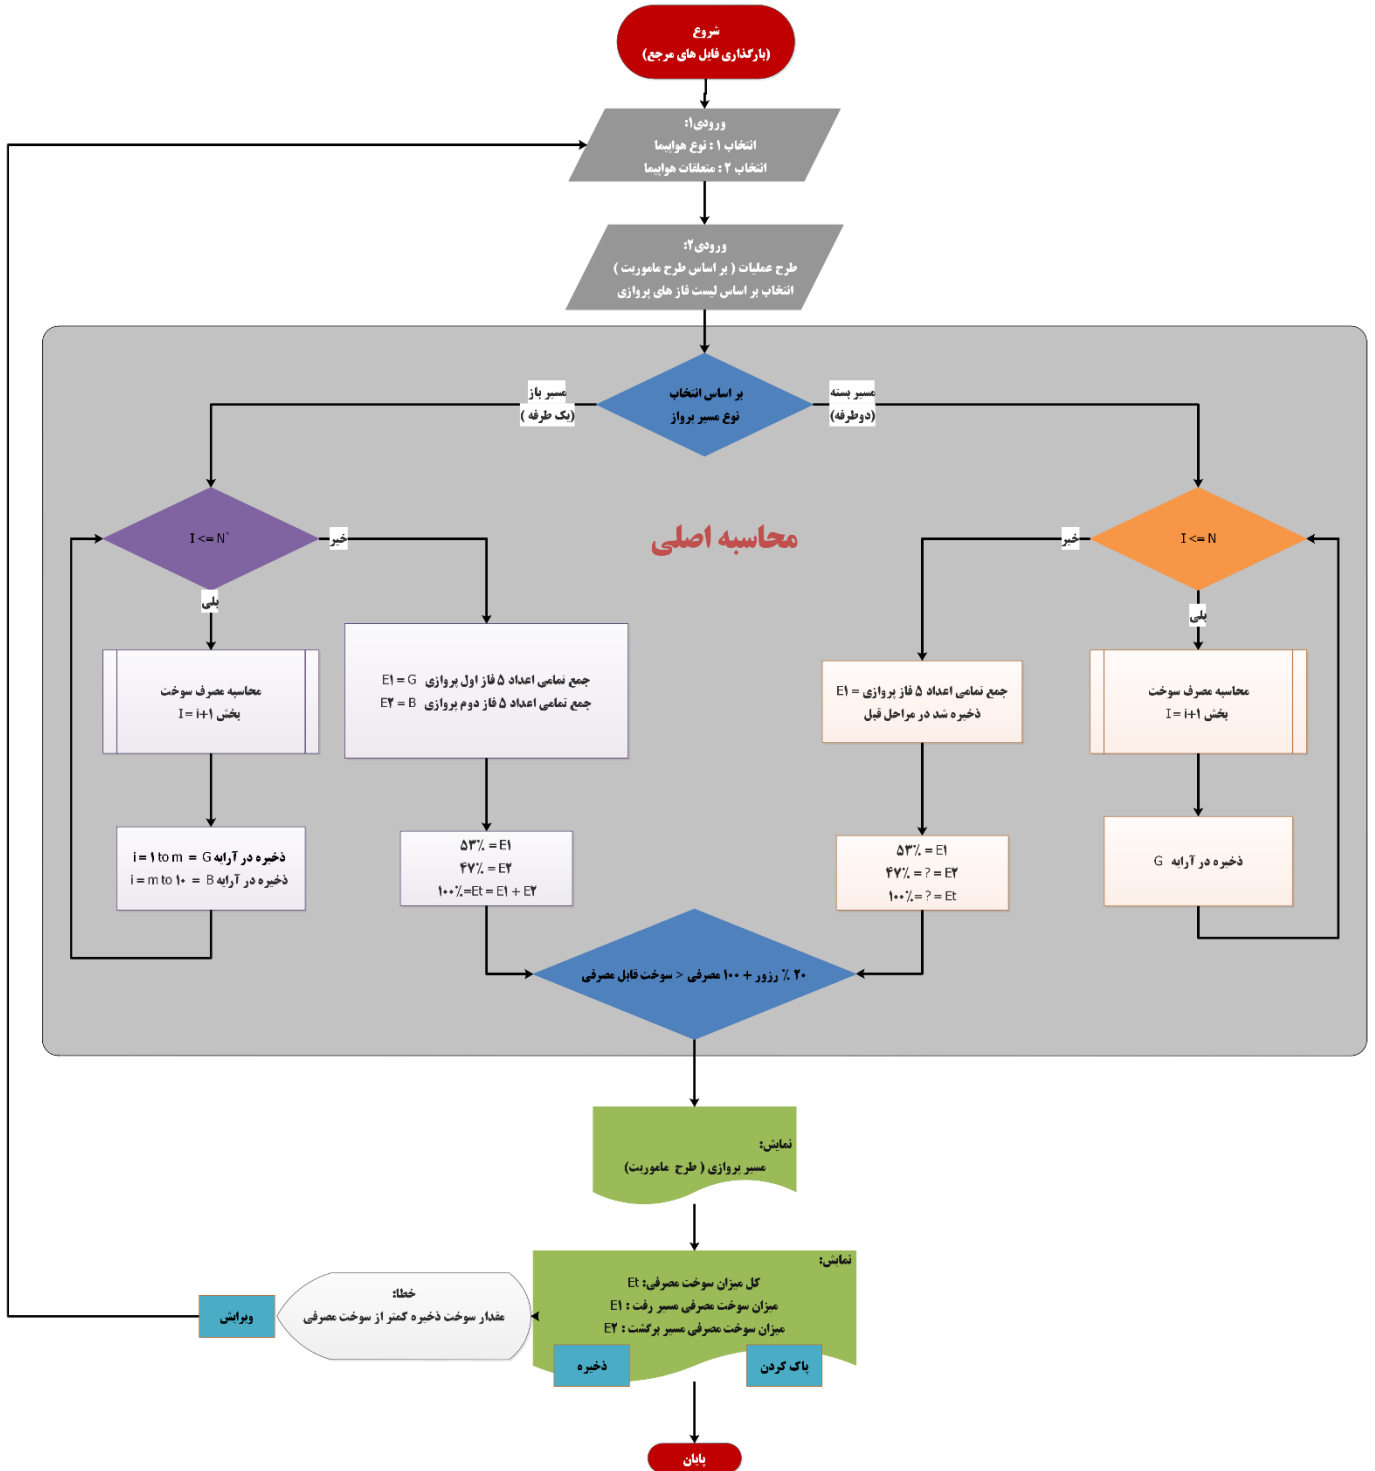 شروع
(بارگذاری فایل های مرجع)
ورودی۱:
انتخاب ۱ : نوع هواپیما
انتخاب ۲ : متعلقات هواپیما
ورودی۲:
طرح عملیات ( بر اساس طرح ماموریت )
انتخاب بر اساس لیست فاز های پروازی
بر اساس انتخاب
نوع مسیر پرواز
مسیر بسته
(دوطرفه)
مسیر باز
(یک طرفه )
محاسبه اصلی
I <= N
خیر
بلی
محاسبه مصرف سوخت
بخش I = i+۱
ذخیره در آرایه G
جمع تمامی اعداد ۵ فاز پروازی = E۱
ذخیره شد در مراحل قبل
۵۳٪ = E۱
۴۷٪ = ? = E۲
۱۰۰٪ = ? = Et
I <= N`
خیر
بلی
محاسبه مصرف سوخت
بخش I = i+۱
i = ۱ to m = G ذخیره در آرایه
i = m to ۱۰ = B ذخیره در آرایه
جمع تمامی اعداد ۵ فاز اول پروازی E۱ = G
جمع تمامی اعداد ۵ فاز دوم پروازی E۲ = B
۵۳٪ = E۱
۴۷٪ = E۲
۱۰۰٪=Et = E۱ + E۲
۲۰ ٪ رزور + ۱۰۰ مصرفی < سوخت قابل مصرفی
نمایش:
مسیر پروازی ( طرح ماموریت)
نمایش:
کل میزان سوخت مصرفی: Et
میزان سوخت مصرفی مسیر رفت : E۱
میزان سوخت مصرفی مسیر برگشت : E۲
پاک کردن
ذخیره
خطا:
مقدار سوخت ذخیره کمتر از سوخت مصرفی
ویرایش
پایان